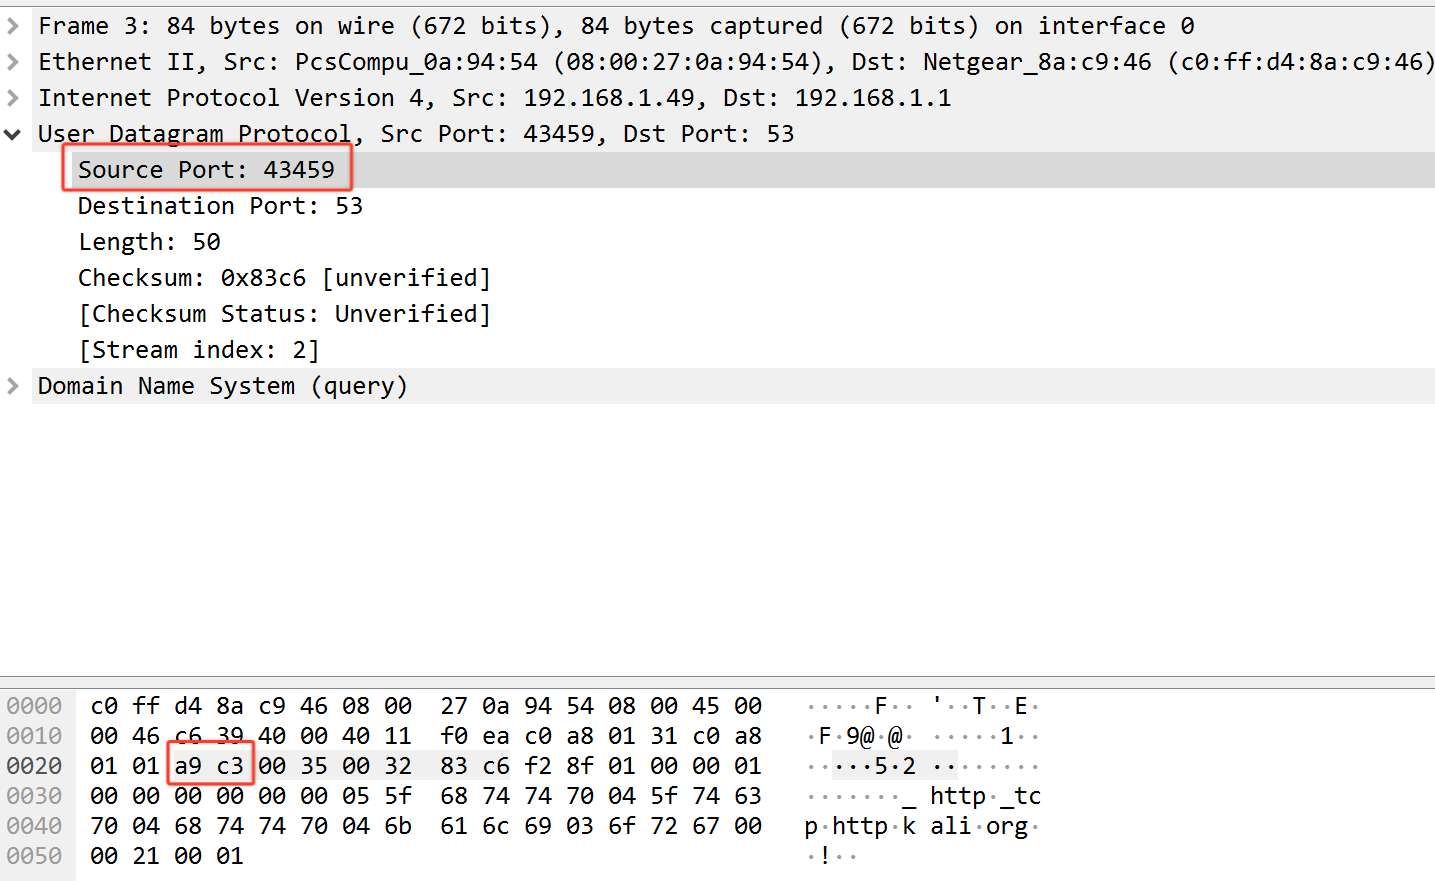 Frame 3: 84 bytes on wire (672 bits), 84 bytes captured (672 bits) on interface 0
Ethernet II, Src: PcsCompu_0a:94:54 (08:00:27:0a:94:54), Dst: Netgear_8a:c9:46 (c0:ff:d4:8a:c9:46)
Internet Protocol Version 4, Src: 192.168.1.49, Dst: 192.168.1.1
User Datagram Protocol, Src Port: 43459, Dst Port: 53
Source Port: 43459
Destination Port: 53
Length: 50
Checksum: 0x83c6 [unverified]
[Checksum Status: Unverified]
[Stream index: 2]
Domain Name System (query)
0000 c0 ff d4 8a c9 46 08 00 27 0a 94 54 08 00 45 00 ·····F·· '··T··E·
0010 00 46 c6 39 40 00 40 11 f0 ea c0 a8 01 31 c0 a8 ·F·9@·@· ·····1··
0020 01 01 a9 c3 00 35 00 32 83 c6 f2 8f 01 00 00 01 ·····5·2 ········
0030 00 00 00 00 00 00 05 5f 68 74 74 70 04 5f 74 63 ·······_ http·_tc
0040 70 04 68 74 74 70 04 6b 61 6c 69 03 6f 72 67 00 p·http·k ali·org·
0050 00 21 00 01 ·!··